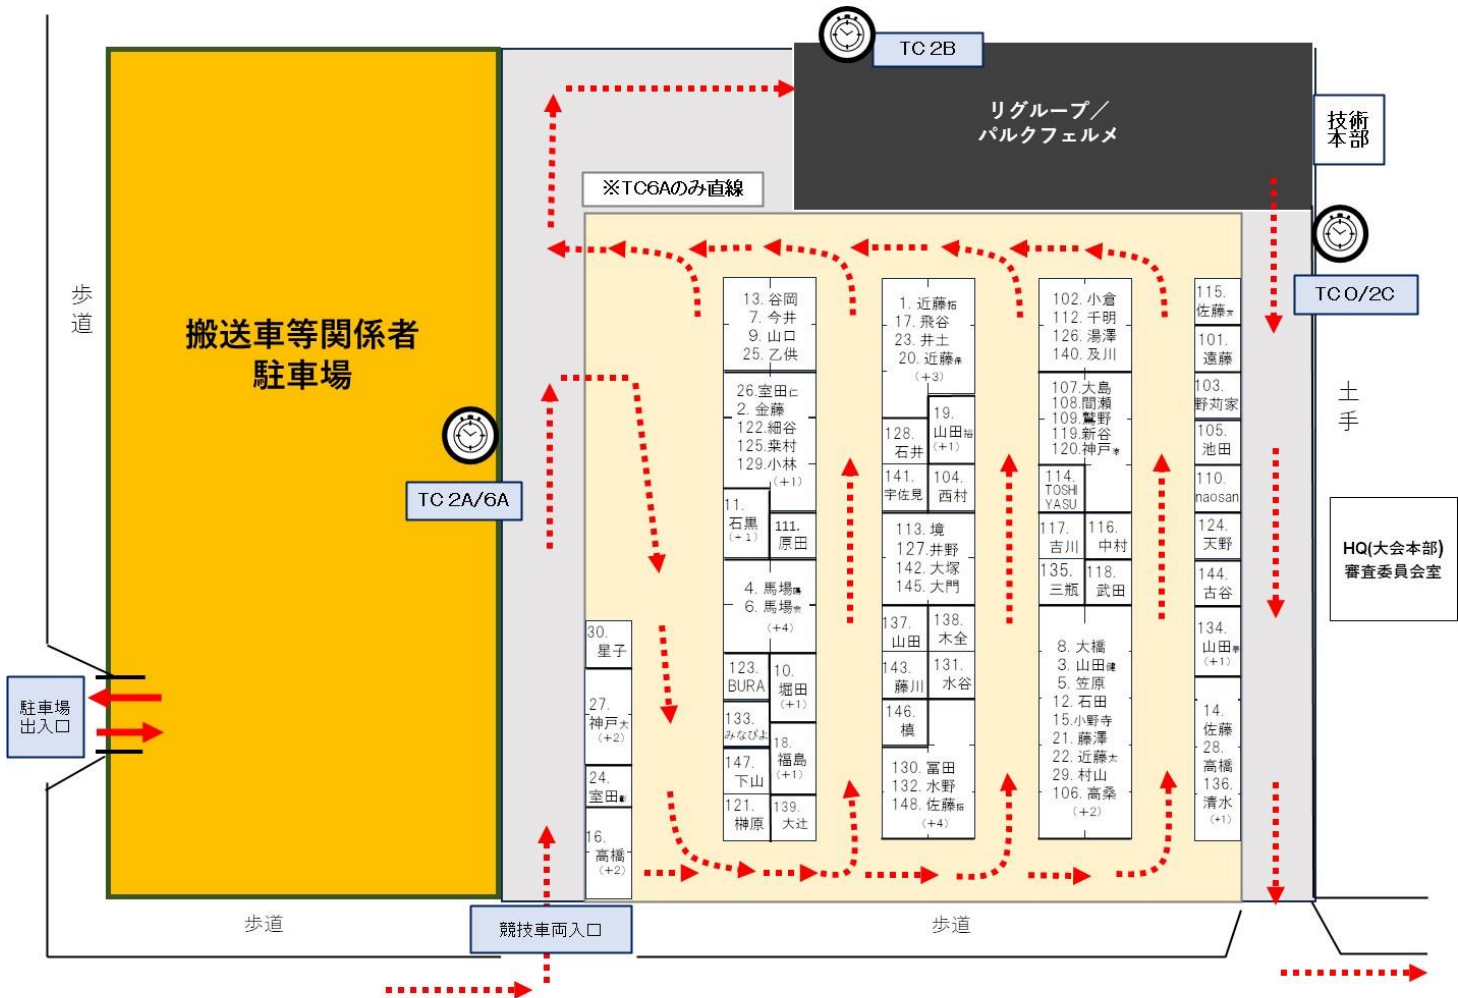 TC 2B
リグループ／
パルクフェルメ
技術
本部
※TC6Aのみ直線
TC 0/2C
歩
道
搬送車等関係者
駐車場
TC 2A/6A
土
手
HQ(大会本部)
審査委員会室
駐車場
出入口
競技車両入口
歩道
歩道
30.
星子
27.
神戸大
(+2)
24.
室田
16.
高橋
(+2)
13. 谷岡
7. 今井
9. 山口
25. 乙供
26.室田仁
2. 金藤
122.細谷
125.桒村
129.小林
(+1)
11.
石黒
(+1)
111.
原田
4. 馬場
6. 馬場
(+4)
123.
BURA
10.
堀田
(+1)
133.
みなぴよ
18.
福島
(+1)
147.
下山
121.
榊原
139.
大辻
1. 近藤拓
17. 飛谷
23. 井土
20. 近藤
(+3)
19.
山田裕
(+1)
128.
石井
141.
宇佐見
104.
西村
113. 境
127. 井野
142. 大塚
145. 大門
137.
山田
138.
木全
143.
藤川
131.
水谷
146.
槙
130. 冨田
132. 水野
148. 佐藤拓
(+4)
102. 小倉
112. 千明
126. 湯澤
140. 及川
107.大島
108.間瀬
109.鷲野
119.新谷
120.神戸
114.
TOSHI
YASU
117.
吉川
116.
中村
135.
三瓶
118.
武田
8. 大橋
3. 山田健
5. 笠原
12. 石田
15.小野寺
21. 藤澤
22. 近藤太
29. 村山
106. 高桑
(+2)
115.
佐藤
101.
遠藤
103.
野苅家
105.
池田
110.
naosan
124.
天野
144.
古谷
134.
山田
(+1)
14.
佐藤
28.
高橋
136.
清水
(+1)